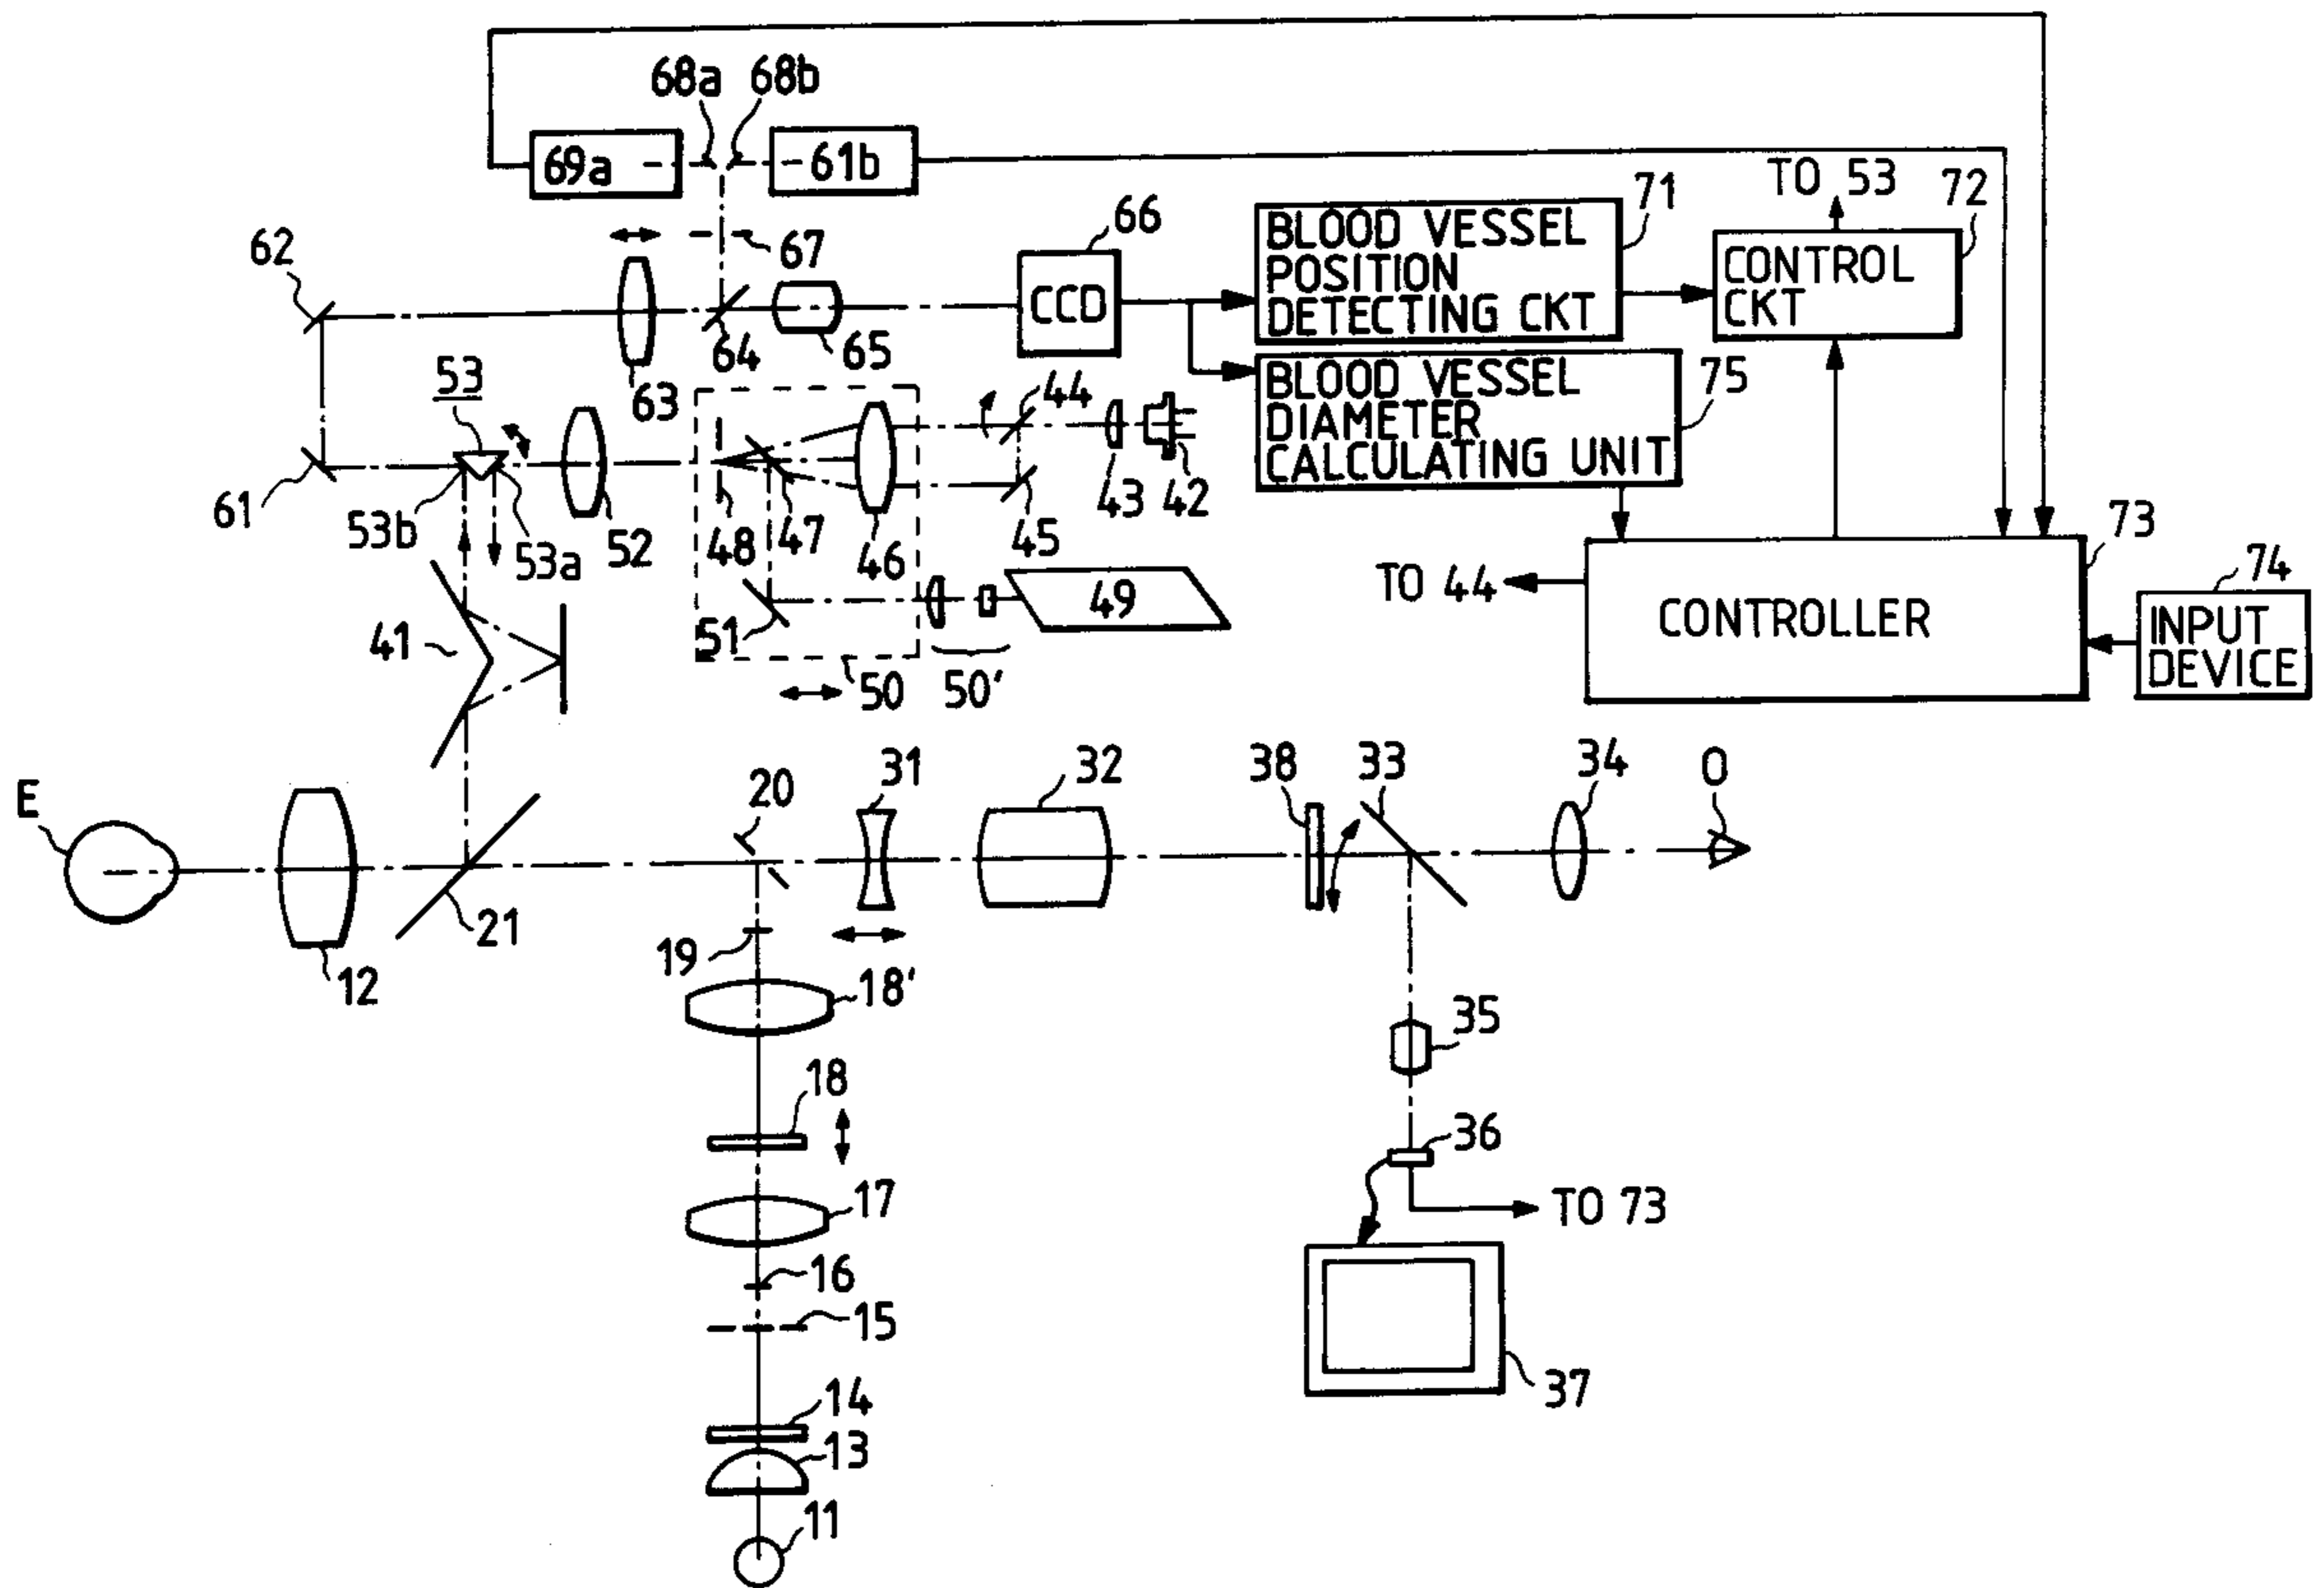 68a 68b
69a 61b
TO 53
71
72
66
62
67
BLOOD VESSEL
POSITION
DETECTING CKT
CONTROL
CKT
CCD
64 65
63
75
53
44
BLOOD VESSEL
DIAMETER
CALCULATING UNIT
61
53b
53a
52
48
47
46
43 42
45
73
74
TO 44
49
CONTROLLER
INPUT
DEVICE
41
51
50
50'
E
20
31
32
38
33
34
O
21
12
19
18'
35
18
36
17
TO 73
16
15
37
14
13
11